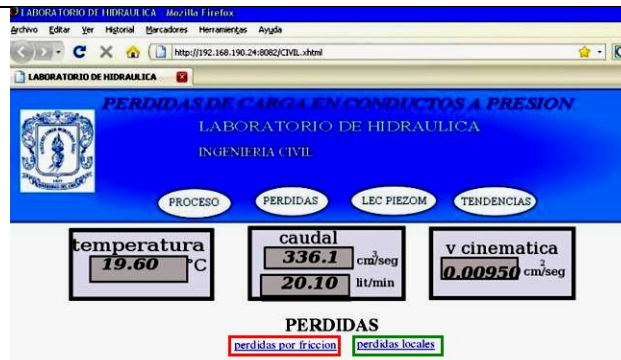 LABORATORIO DE HIDRAULICA - Mozilla Firefox
Archivo Editar Ver Historial Marcadores Herramientas Ayuda
http://192.168.190.24:8082/CIVIL.xhtml
LABORATORIO DE HIDRAULICA
PERDIDAS DE CARGA EN CONDUCTOS A PRESION
LABORATORIO DE HIDRAULICA
INGENIERIA CIVIL
PROCESO PERDIDAS LEC PIEZOM TENDENCIAS
temperatura
19.60 °C
caudal
336.1 cm³/seg
20.10 lit/min
v cinematica
0.00950 cm²/seg
PERDIDAS
perdidas por friccion perdidas locales